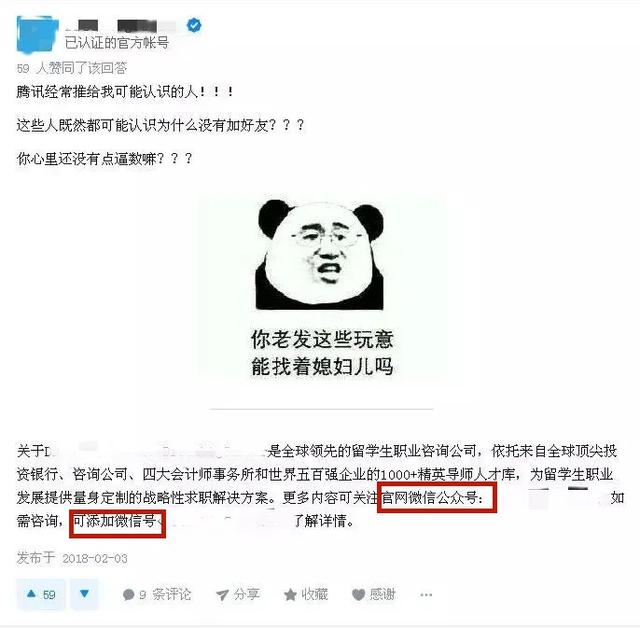 已认证的官方帐号
59 人赞同了该回答
腾讯经常推给我可能认识的人！！！
这些人既然都可能认识为什么没有加好友？？？
你心里还没有点逼数嘛？？？
你老发这些玩意
能找着媳妇儿吗
关于D 是全球领先的留学生职业咨询公司，依托来自全球顶尖投
资银行、咨询公司、四大会计师事务所和世界五百强企业的1000+精英导师人才库，为留学生职业
发展提供量身定制的战略性求职解决方案。更多内容可关注官网微信公众号： 如
需咨询，可添加微信号、 了解详情。
发布于 2018-02-03
59 9 条评论 分享 收藏 感谢 ···